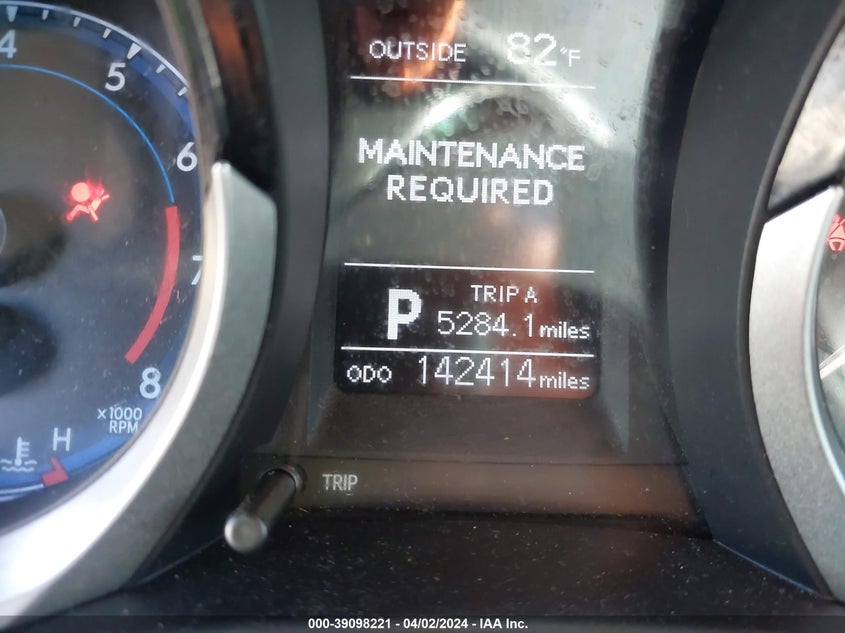 4
5
6
7
8
×1000
RPM
H
OUTSIDE 82°F
MAINTENANCE
REQUIRED
TRIP A
P 5284.1 miles
ODO 142414 miles
TRIP
000-39098221 - 04/02/2024 - IAA Inc.